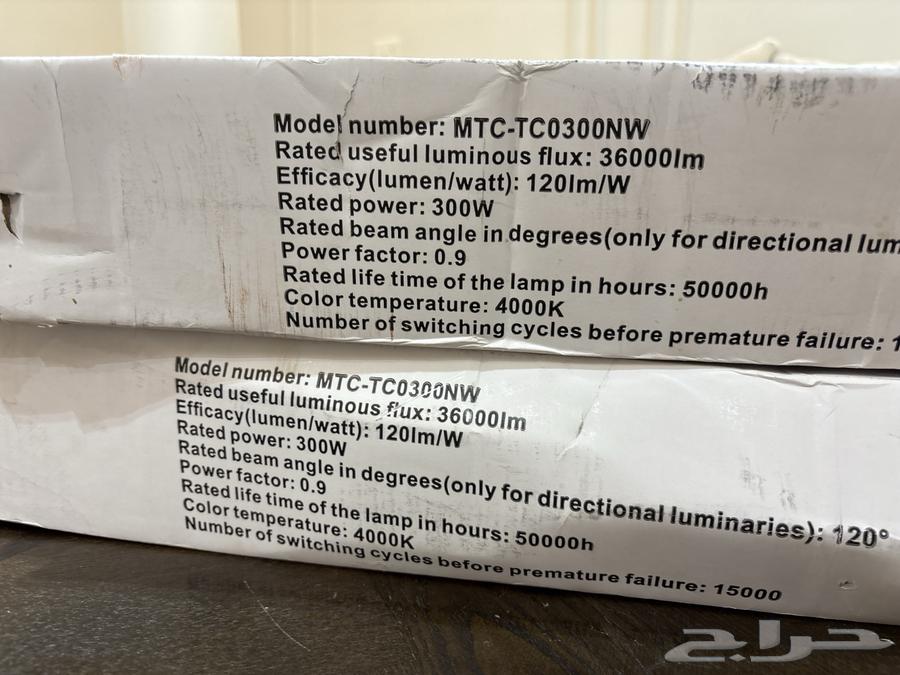 Model number: MTC-TC0300NW
Rated useful luminous flux: 36000lm
Efficacy(lumen/watt): 120lm/W
Rated power: 300W
Rated beam angle in degrees(only for directional lum
Power factor: 0.9
Rated life time of the lamp in hours: 50000h
Color temperature: 4000K
Number of switching cycles before premature failure: 1
Model number: MTC-TC0300NW
Rated useful luminous flux: 36000lm
Efficacy(lumen/watt): 120lm/W
Rated power: 300W
Rated beam angle in degrees(only for directional luminaries): 120°
Power factor: 0.9
Rated life time of the lamp in hours: 50000h
Color temperature: 4000K
Number of switching cycles before premature failure: 15000
حراج